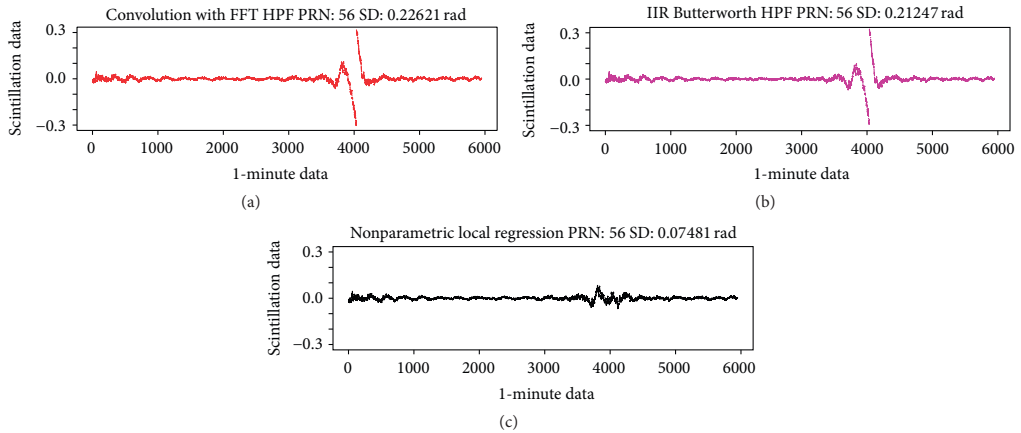 Convolution with FFT HPF PRN: 56 SD: 0.22621 rad
Scintillation data
0.3
0.0
−0.3
0 1000 2000 3000 4000 5000 6000
1-minute data
(a)
IIR Butterworth HPF PRN: 56 SD: 0.21247 rad
Scintillation data
0.3
0.0
−0.3
0 1000 2000 3000 4000 5000 6000
1-minute data
(b)
Nonparametric local regression PRN: 56 SD: 0.07481 rad
Scintillation data
0.3
0.0
−0.3
0 1000 2000 3000 4000 5000 6000
1-minute data
(c)